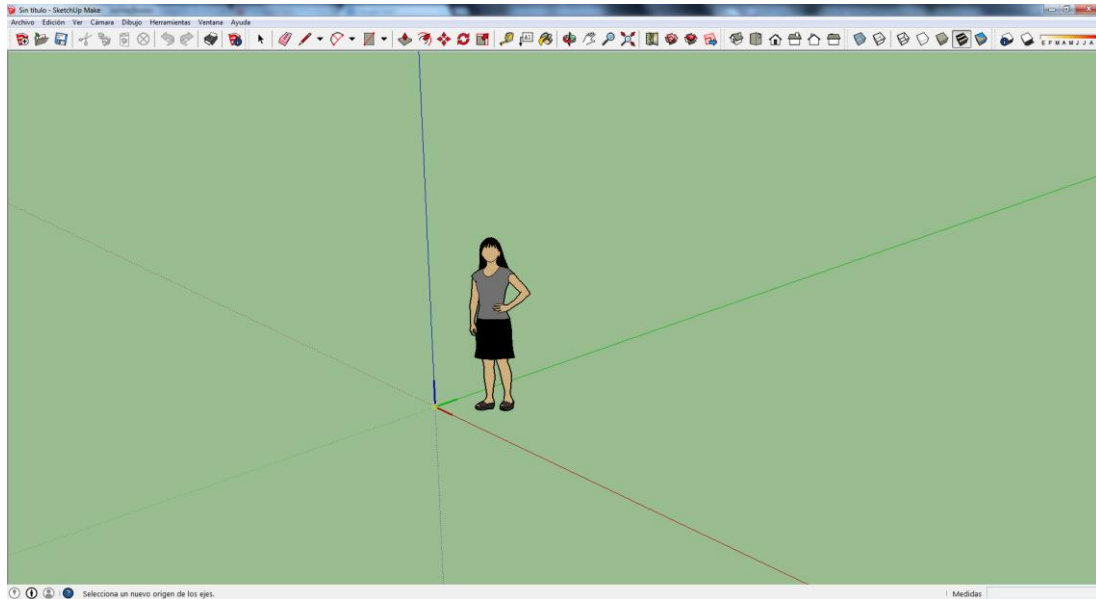 Sin título - SketchUp Make
Archivo Edición Ver Cámara Dibujo Herramientas Ventana Ayuda
E F M A M J J A
Selecciona un nuevo origen de los ejes. Medidas